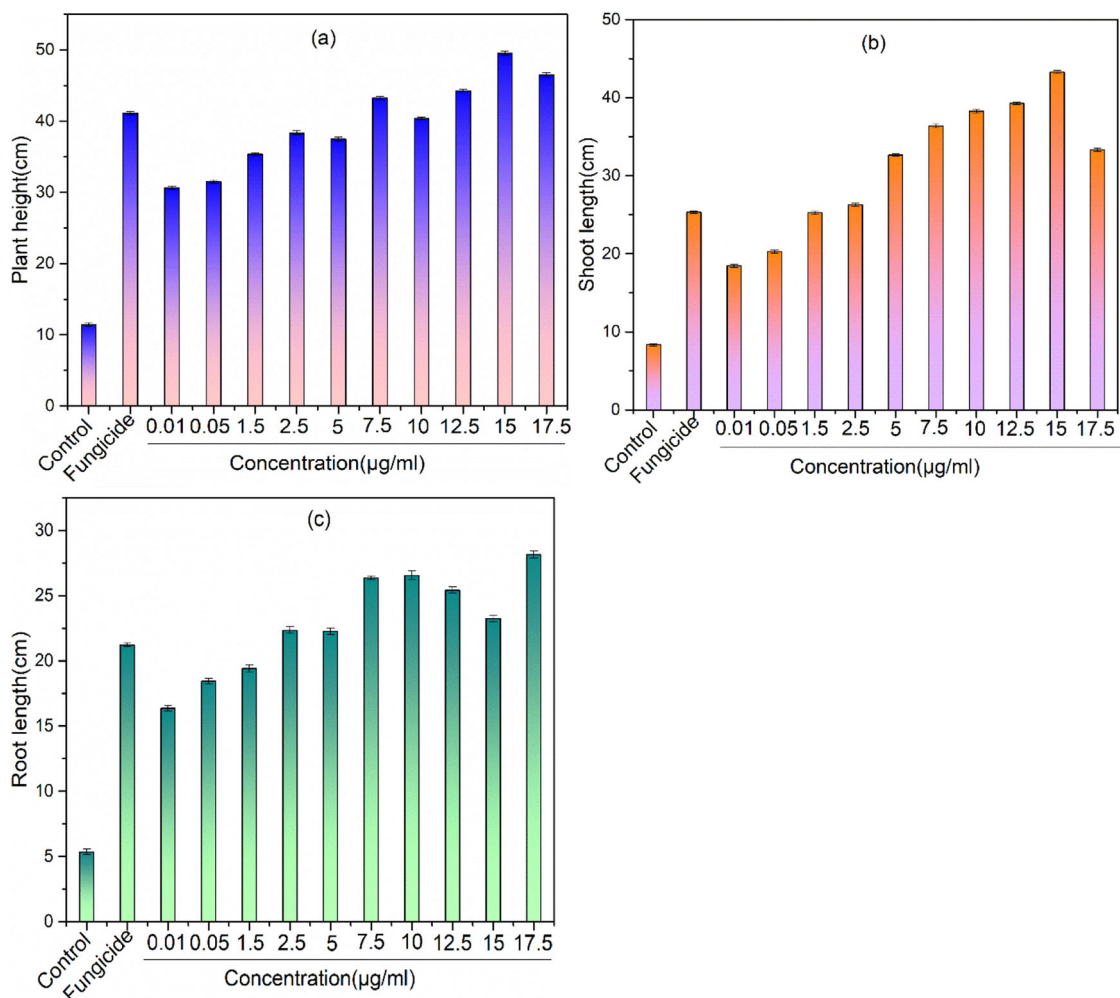 (a)
Plant height(cm)
50
40
30
20
10
0
Control
Fungicide
0.01 0.05 1.5 2.5 5 7.5 10 12.5 15 17.5
Concentration(µg/ml)
(b)
Shoot length(cm)
50
40
30
20
10
0
Control
Fungicide
0.01 0.05 1.5 2.5 5 7.5 10 12.5 15 17.5
Concentration(µg/ml)
(c)
Root length(cm)
30
25
20
15
10
5
0
Control
Fungicide
0.01 0.05 1.5 2.5 5 7.5 10 12.5 15 17.5
Concentration(µg/ml)